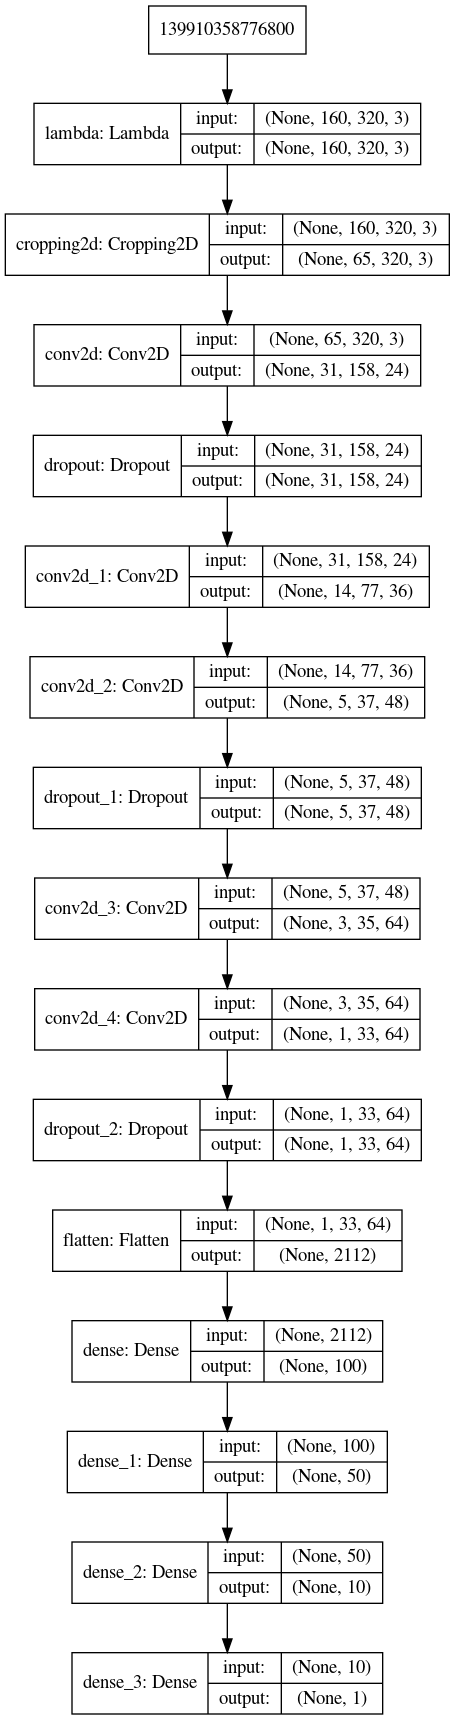 139910358776800
lambda: Lambda
input: (None, 160, 320, 3)
output: (None, 160, 320, 3)
cropping2d: Cropping2D
input: (None, 160, 320, 3)
output: (None, 65, 320, 3)
conv2d: Conv2D
input: (None, 65, 320, 3)
output: (None, 31, 158, 24)
dropout: Dropout
input: (None, 31, 158, 24)
output: (None, 31, 158, 24)
conv2d_1: Conv2D
input: (None, 31, 158, 24)
output: (None, 14, 77, 36)
conv2d_2: Conv2D
input: (None, 14, 77, 36)
output: (None, 5, 37, 48)
dropout_1: Dropout
input: (None, 5, 37, 48)
output: (None, 5, 37, 48)
conv2d_3: Conv2D
input: (None, 5, 37, 48)
output: (None, 3, 35, 64)
conv2d_4: Conv2D
input: (None, 3, 35, 64)
output: (None, 1, 33, 64)
dropout_2: Dropout
input: (None, 1, 33, 64)
output: (None, 1, 33, 64)
flatten: Flatten
input: (None, 1, 33, 64)
output: (None, 2112)
dense: Dense
input: (None, 2112)
output: (None, 100)
dense_1: Dense
input: (None, 100)
output: (None, 50)
dense_2: Dense
input: (None, 50)
output: (None, 10)
dense_3: Dense
input: (None, 10)
output: (None, 1)